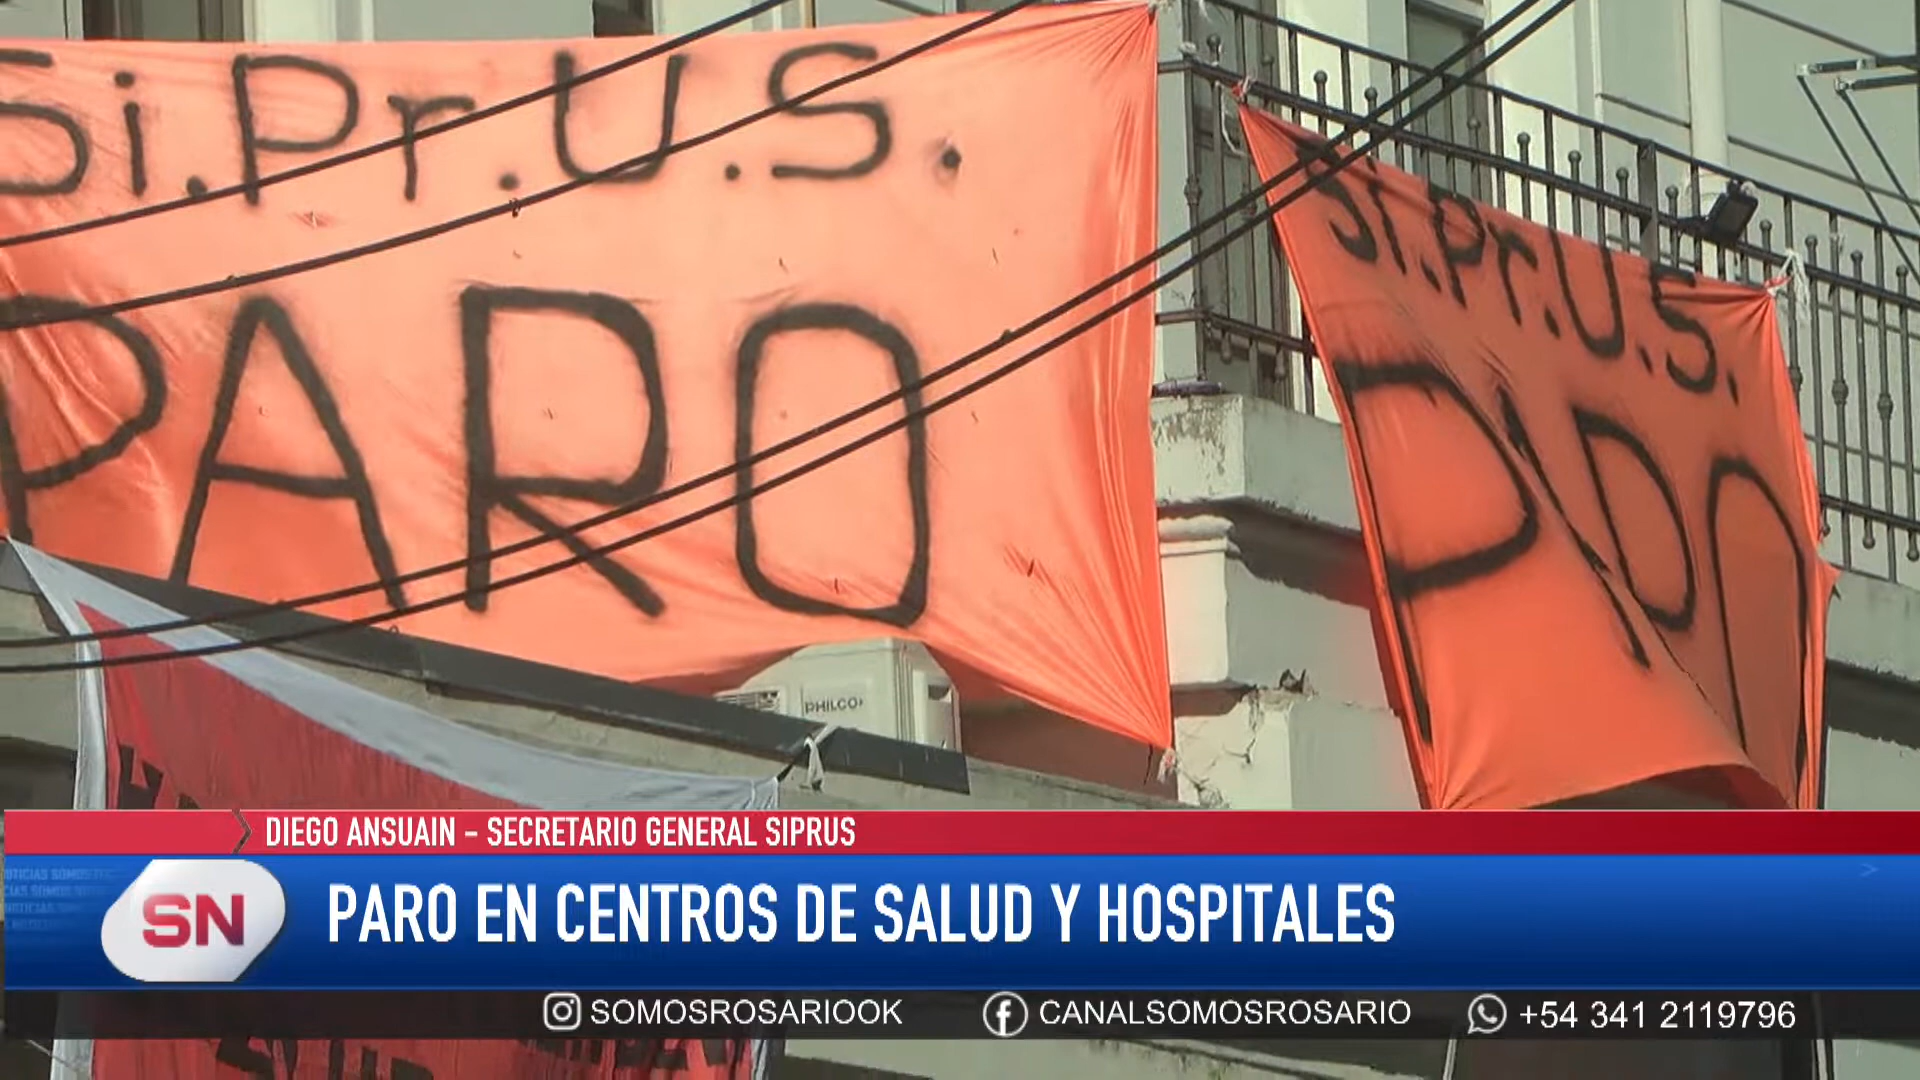 Si.Pr.U.S.
PARO
Si.Pr.U.S.
PARO
PHILCO
DIEGO ANSUAIN - SECRETARIO GENERAL SIPRUS
SN
PARO EN CENTROS DE SALUD Y HOSPITALES
SOMOSROSARIOOK
CANALSOMOSROSARIO
+54 341 2119796